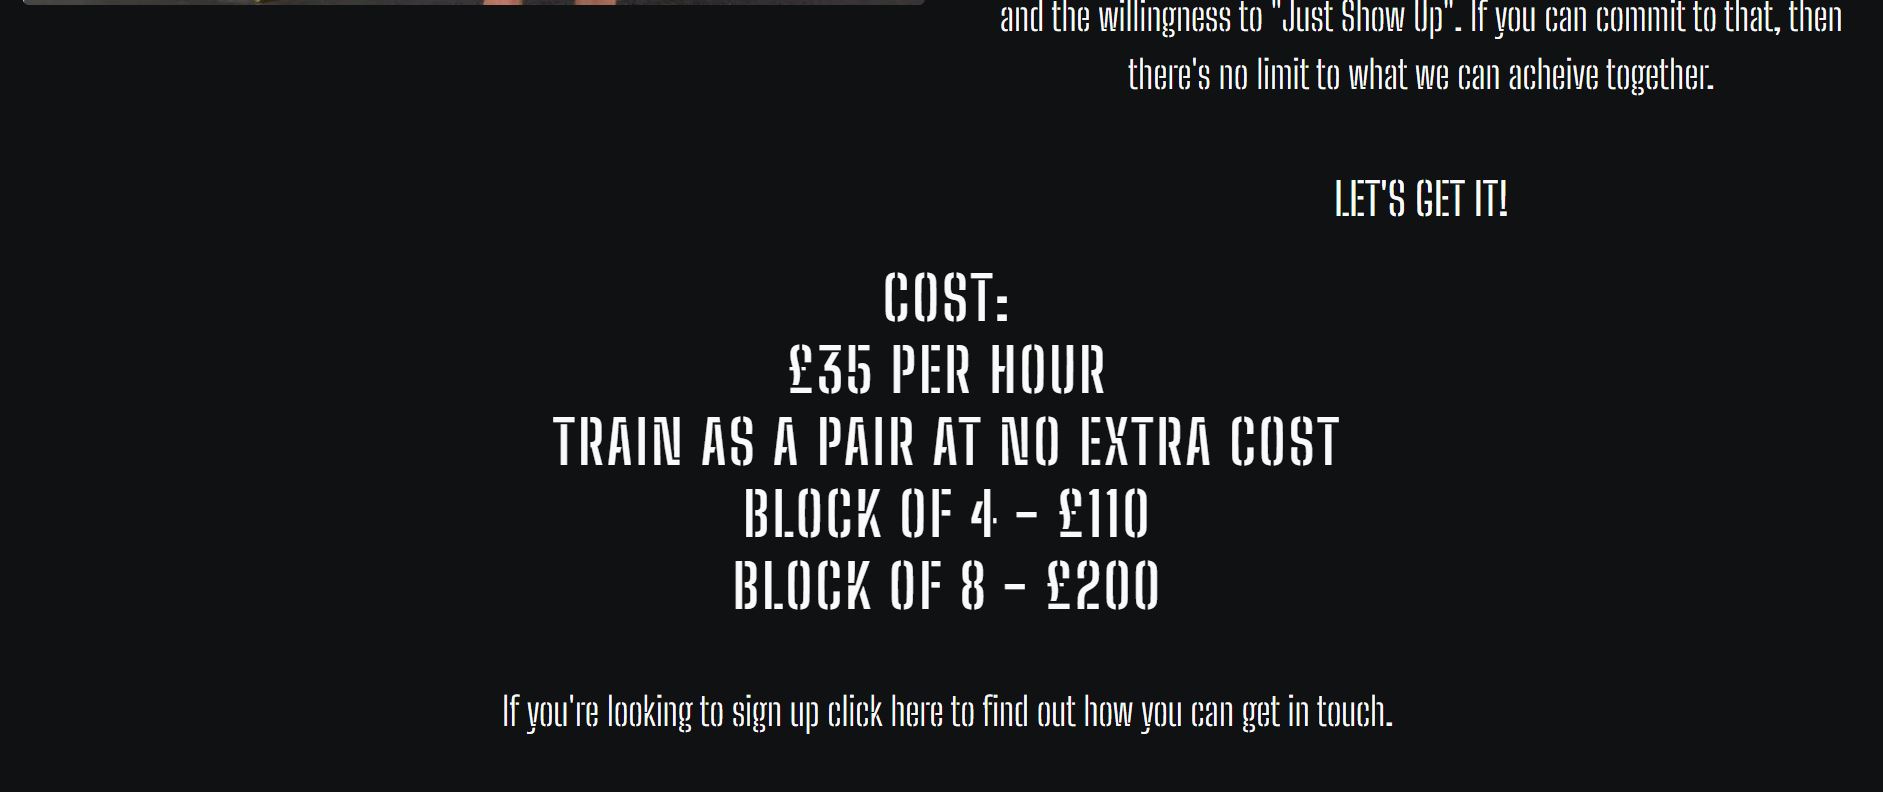 and the willingness to "Just Show Up". If you can commit to that, then
there's no limit to what we can acheive together.
LET'S GET IT!
COST:
£35 PER HOUR
TRAIN AS A PAIR AT NO EXTRA COST
BLOCK OF 4 - £110
BLOCK OF 8 - £200
If you're looking to sign up click here to find out how you can get in touch.